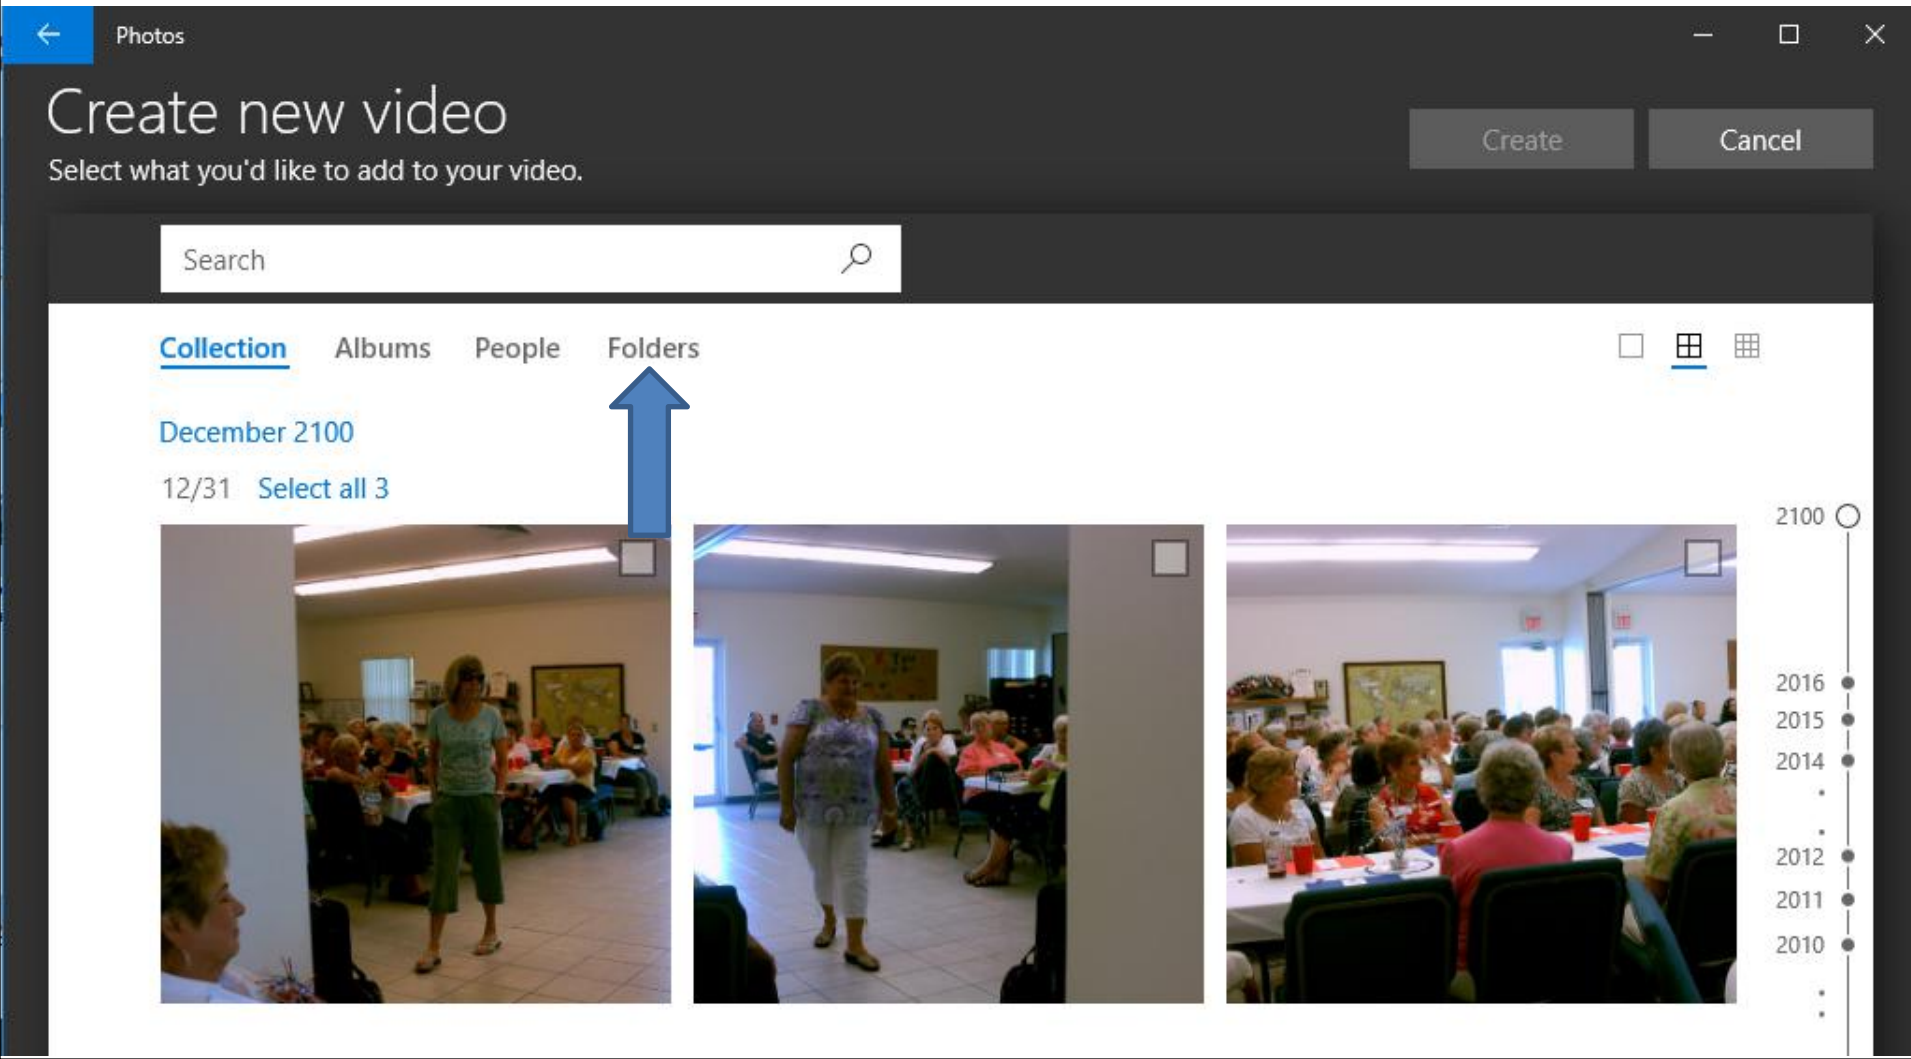 Photos
Create new video
Select what you'd like to add to your video.
Create
Cancel
Search
Collection Albums People Folders
December 2100
12/31 Select all 3
2100
2016
2015
2014
2012
2011
2010